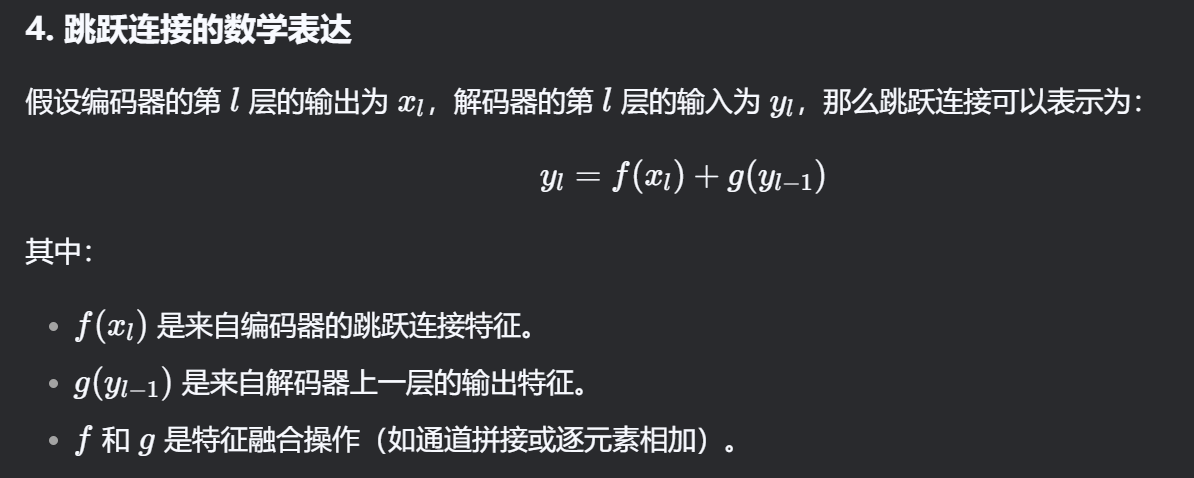 4. 跳跃连接的数学表达
假设编码器的第 l 层的输出为 x_l，解码器的第 l 层的输入为 y_l，那么跳跃连接可以表示为：
y_l = f(x_l) + g(y_{l−1})
其中：
• f(x_l) 是来自编码器的跳跃连接特征。
• g(y_{l−1}) 是来自解码器上一层的输出特征。
• f 和 g 是特征融合操作（如通道拼接或逐元素相加）。